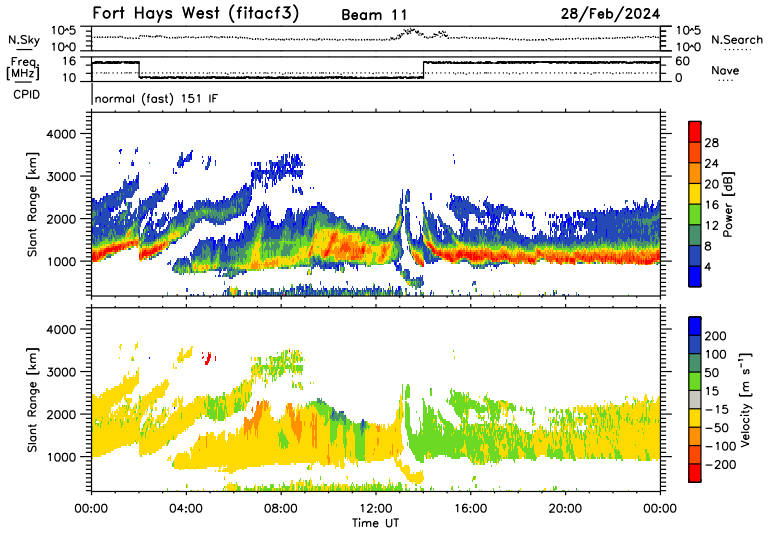 Fort Hays West (fitacf3) Beam 11 28/Feb/2024
N.Sky 10^5 10^5 N.Search
10^0 10^0
Freq. 16 60 Nave
[MHz] 10 0
CPID normal (fast) 151 IF
4000
3000
2000
1000
Slant Range [km]
28
24
20
16
12
8
4
Power [dB]
4000
3000
2000
1000
Slant Range [km]
200
100
50
15
−15
−50
−100
−200
Velocity [m s⁻¹]
00:00 04:00 08:00 12:00 16:00 20:00 00:00
Time UT